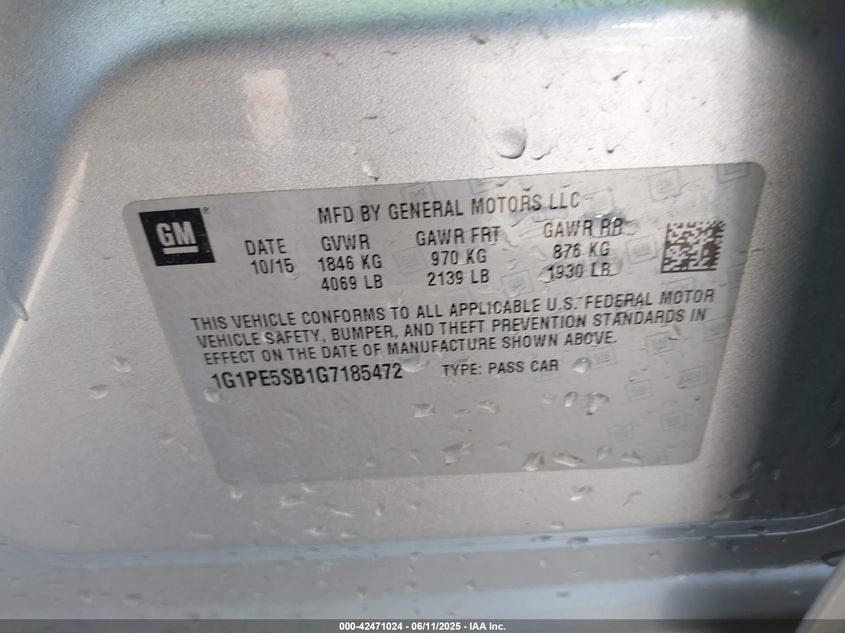 GM ®
MFD BY GENERAL MOTORS LLC
DATE GVWR GAWR FRT GAWR RR
10/15 1846 KG 970 KG 876 KG
4069 LB 2139 LB 1930 LB
THIS VEHICLE CONFORMS TO ALL APPLICABLE U.S. FEDERAL MOTOR
VEHICLE SAFETY, BUMPER, AND THEFT PREVENTION STANDARDS IN
EFFECT ON THE DATE OF MANUFACTURE SHOWN ABOVE.
1G1PE5SB1G7185472 TYPE: PASS CAR
000-42471024 - 06/11/2025 - IAA Inc.